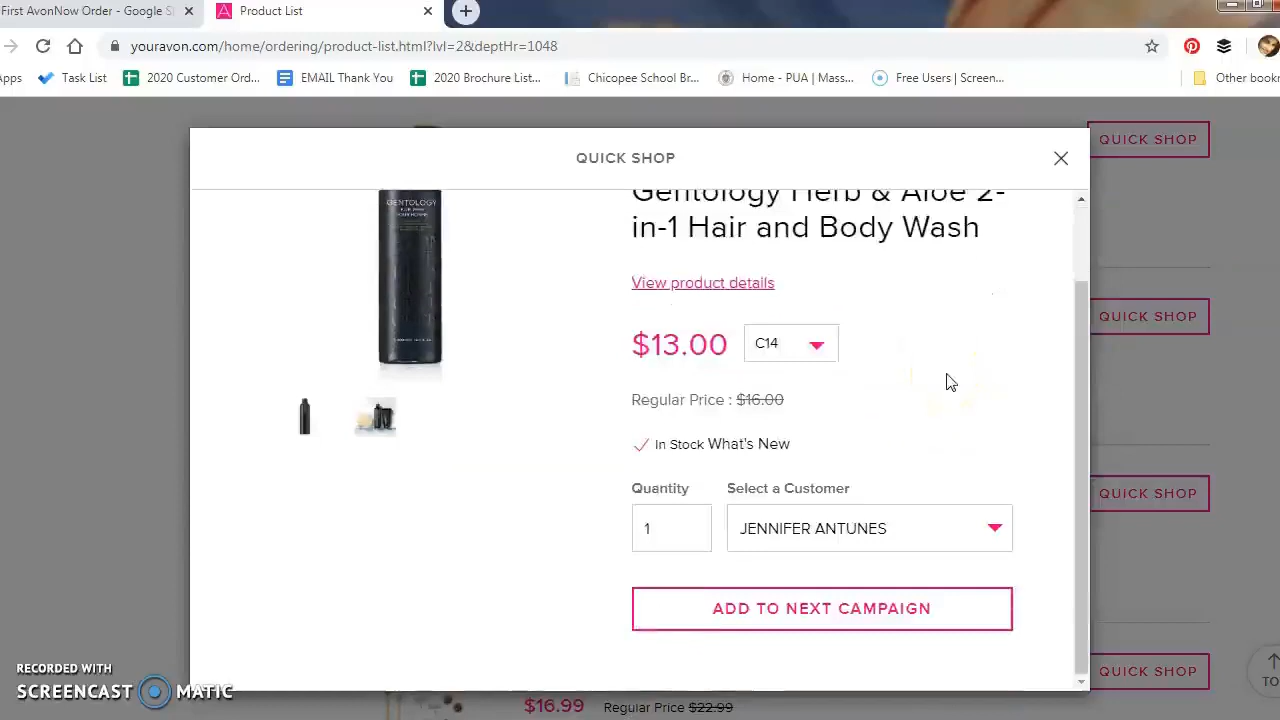 First AvonNow Order - Google S
Product List
youravon.com/home/ordering/product-list.html?lvl=2&deptHr=1048
Apps
Task List
2020 Customer Ord...
EMAIL Thank You
2020 Brochure List...
Chicopee School Br...
Home - PUA | Mass...
Free Users | Screen...
Other book
QUICK SHOP
QUICK SHOP
Gentology Herb & Aloe 2-
in-1 Hair and Body Wash
GENTOLOGY
View product details
$13.00 C14
QUICK SHOP
Regular Price : $16.00
In Stock What's New
Quantity Select a Customer
QUICK SHOP
1 JENNIFER ANTUNES
ADD TO NEXT CAMPAIGN
QUICK SHOP
TO
RECORDED WITH
SCREENCAST MATIC
$16.99 Regular Price $22.99